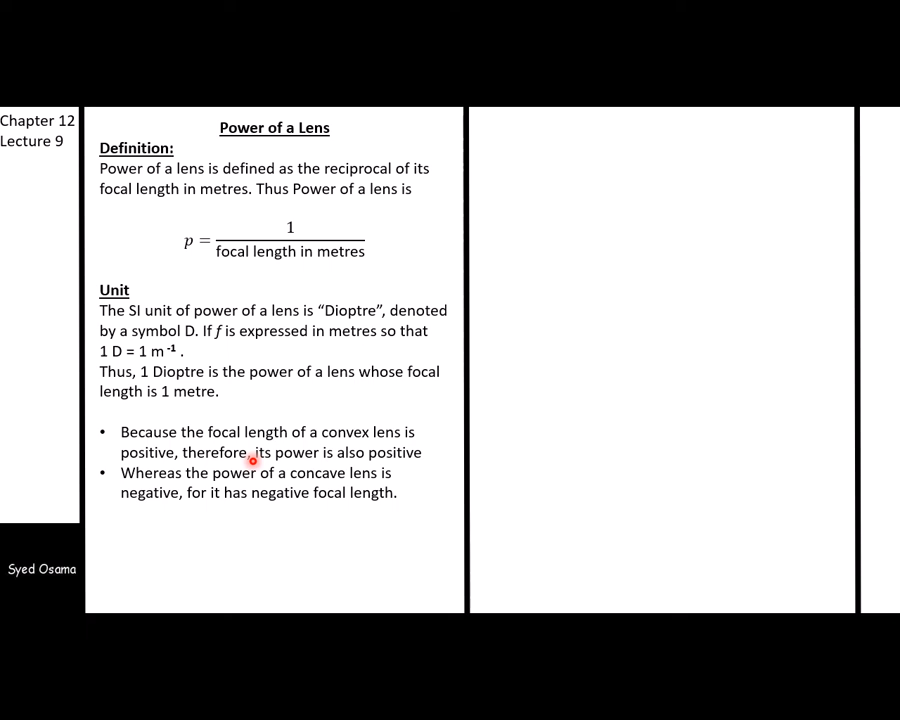 Chapter 12
Lecture 9
Power of a Lens
Definition:
Power of a lens is defined as the reciprocal of its
focal length in metres. Thus Power of a lens is
p = 1 / focal length in metres
Unit
The SI unit of power of a lens is “Dioptre”, denoted
by a symbol D. If f is expressed in metres so that
1 D = 1 m⁻¹ .
Thus, 1 Dioptre is the power of a lens whose focal
length is 1 metre.
• Because the focal length of a convex lens is
positive, therefore, its power is also positive
• Whereas the power of a concave lens is
negative, for it has negative focal length.
Syed Osama